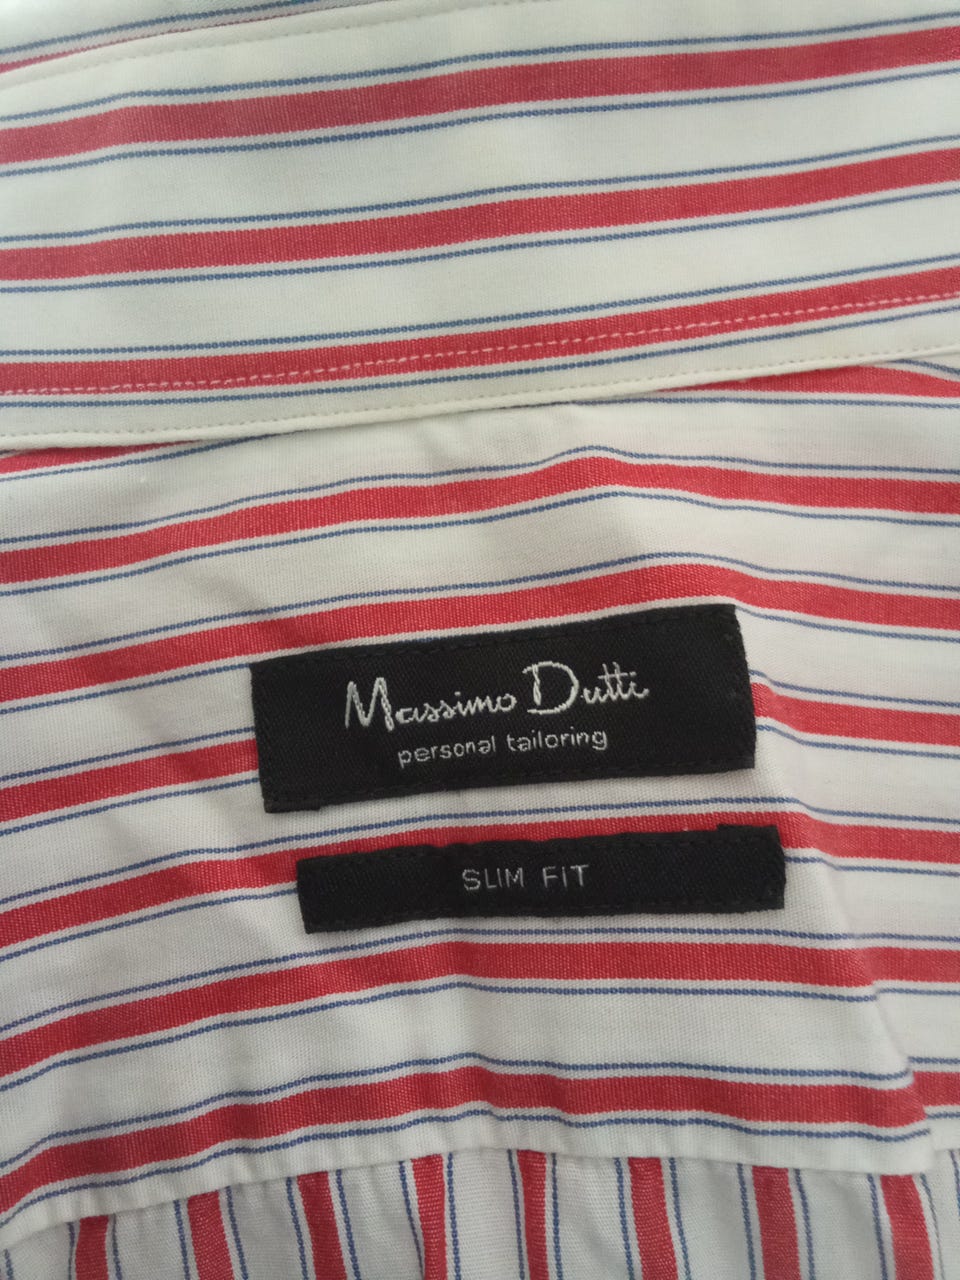 Massimo Dutti
personal tailoring
SLIM FIT